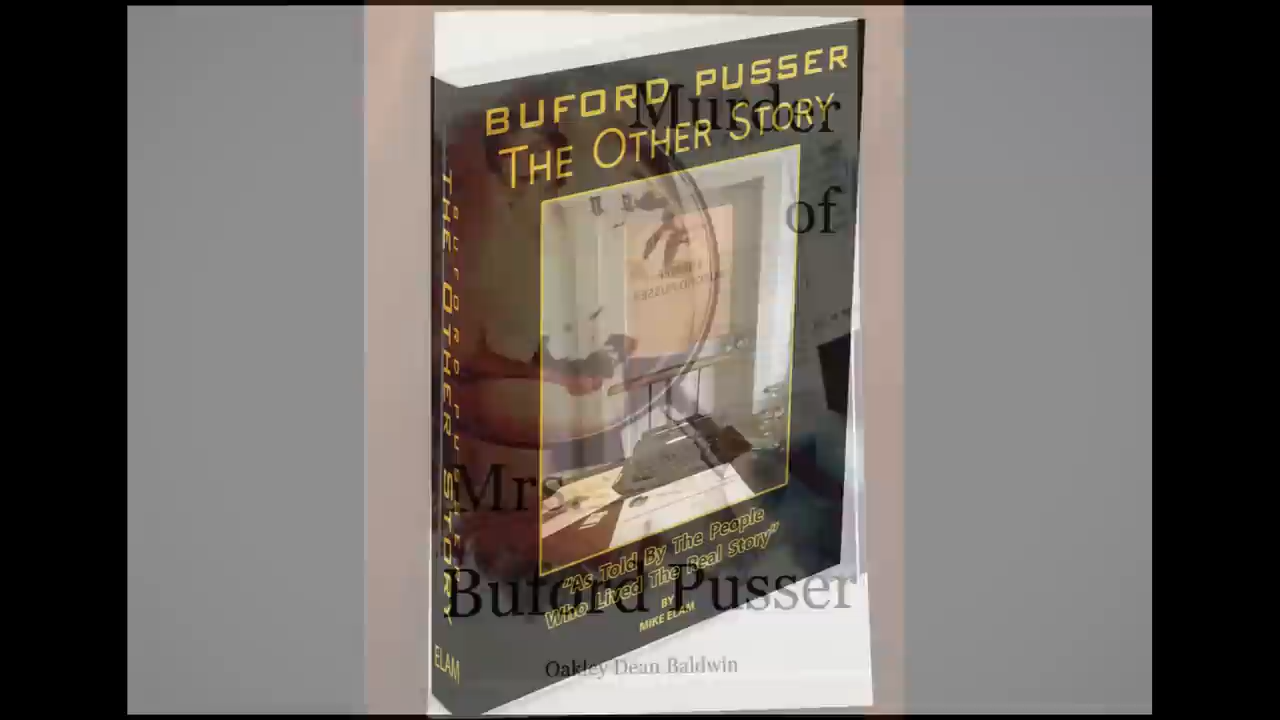 BUFORD PUSSER
THE OTHER STORY
"As Told By The People
Who Lived The Real Story"
BY
MIKE ELAM
BUFORD PUSSER
THE OTHER STORY
ELAM
Murder
of
Mrs.
Buford Pusser
Oakley Dean Baldwin